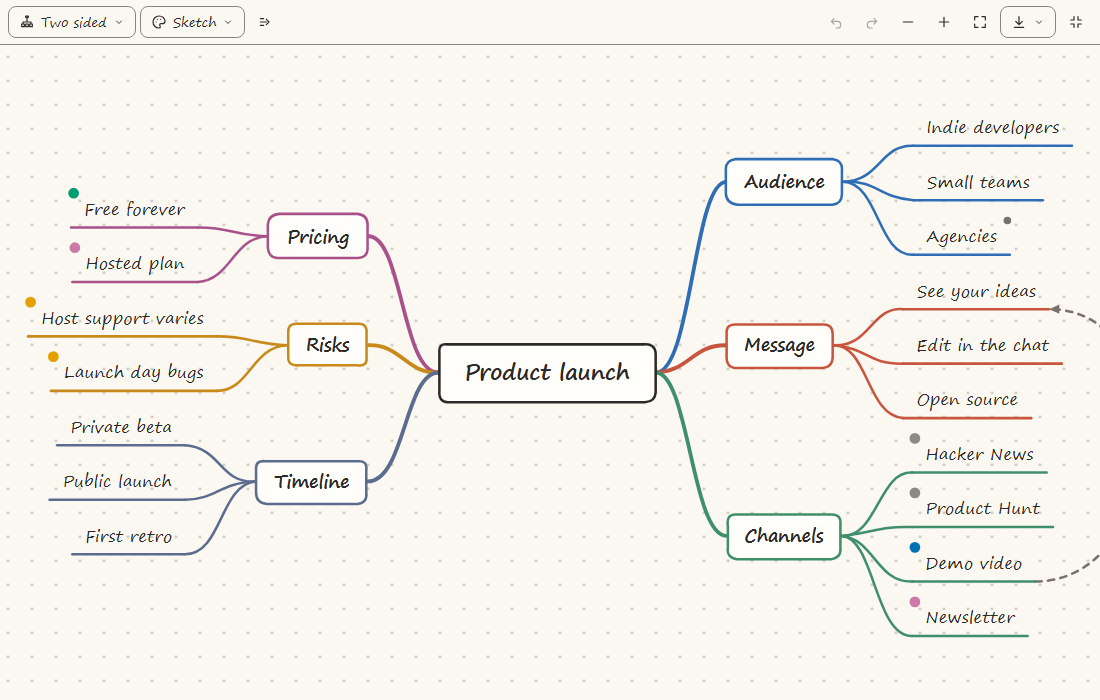 Two sided
Sketch
Product launch
Audience
Indie developers
Small teams
Agencies
Message
See your ideas
Edit in the chat
Open source
Channels
Hacker News
Product Hunt
Demo video
Newsletter
Pricing
Free forever
Hosted plan
Risks
Host support varies
Launch day bugs
Timeline
Private beta
Public launch
First retro